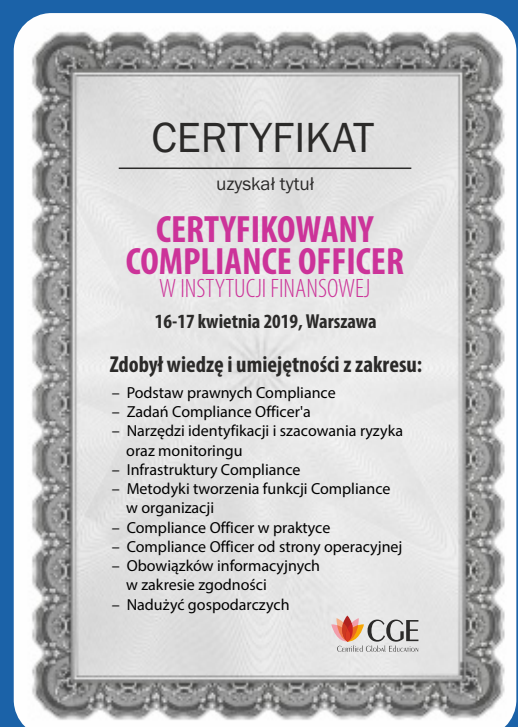 CERTYFIKAT
uzyskał tytuł
CERTYFIKOWANY
COMPLIANCE OFFICER
W INSTYTUCJI FINANSOWEJ
16-17 kwietnia 2019, Warszawa
Zdobył wiedzę i umiejętności z zakresu:
– Podstaw prawnych Compliance
– Zadań Compliance Officer'a
– Narzędzi identyfikacji i szacowania ryzyka
oraz monitoringu
– Infrastruktury Compliance
– Metodyki tworzenia funkcji Compliance
w organizacji
– Compliance Officer w praktyce
– Compliance Officer od strony operacyjnej
– Obowiązków informacyjnych
w zakresie zgodności
– Nadużyć gospodarczych
CGE
Certified Global Education